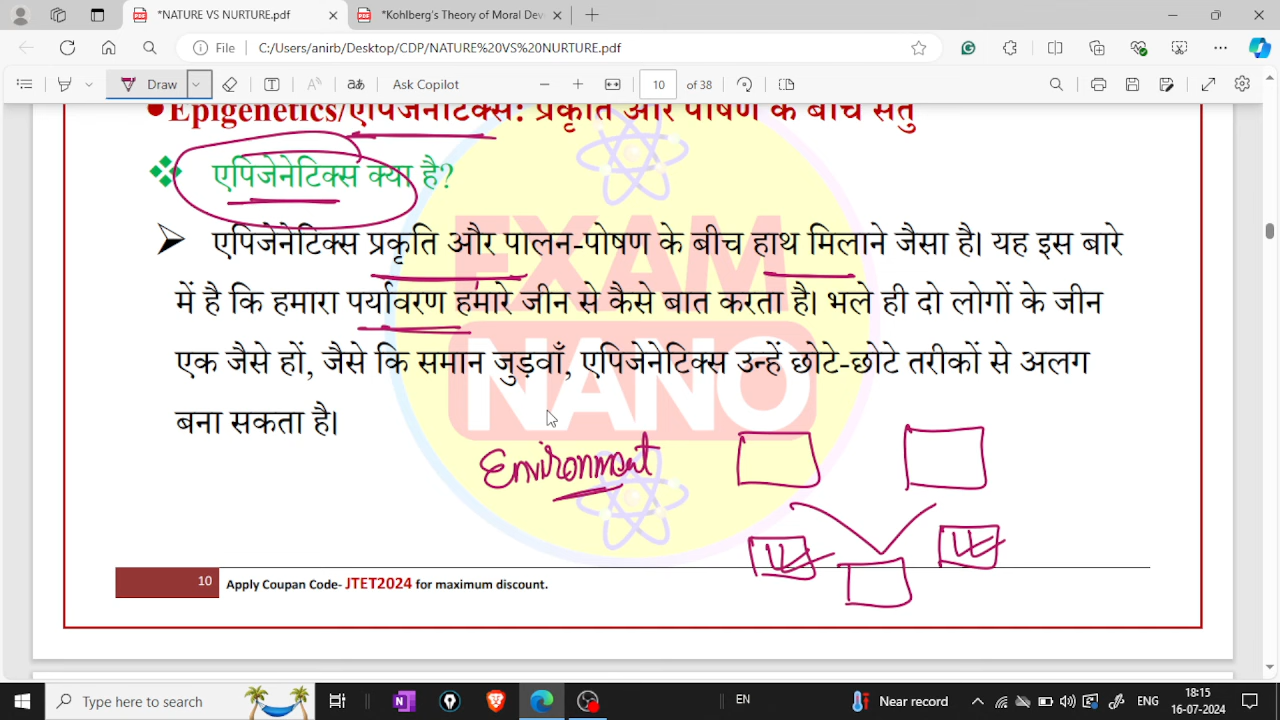 *NATURE VS NURTURE.pdf
*Kohlberg's Theory of Moral Dev
File C:/Users/anirb/Desktop/CDP/NATURE%20VS%20NURTURE.pdf
Draw Ask Copilot 10 of 38
Epigenetics/एपिजेनेटिक्स: प्रकृति और पोषण के बीच सेतु
एपिजेनेटिक्स क्या है?
एपिजेनेटिक्स प्रकृति और पालन-पोषण के बीच हाथ मिलाने जैसा है। यह इस बारे
में है कि हमारा पर्यावरण हमारे जीन से कैसे बात करता है। भले ही दो लोगों के जीन
एक जैसे हों, जैसे कि समान जुड़वाँ, एपिजेनेटिक्स उन्हें छोटे-छोटे तरीकों से अलग
बना सकता है।
EXAM
NANO
Environment
10 Apply Coupan Code- JTET2024 for maximum discount.
Type here to search
EN
Near record
ENG
18:15
16-07-2024